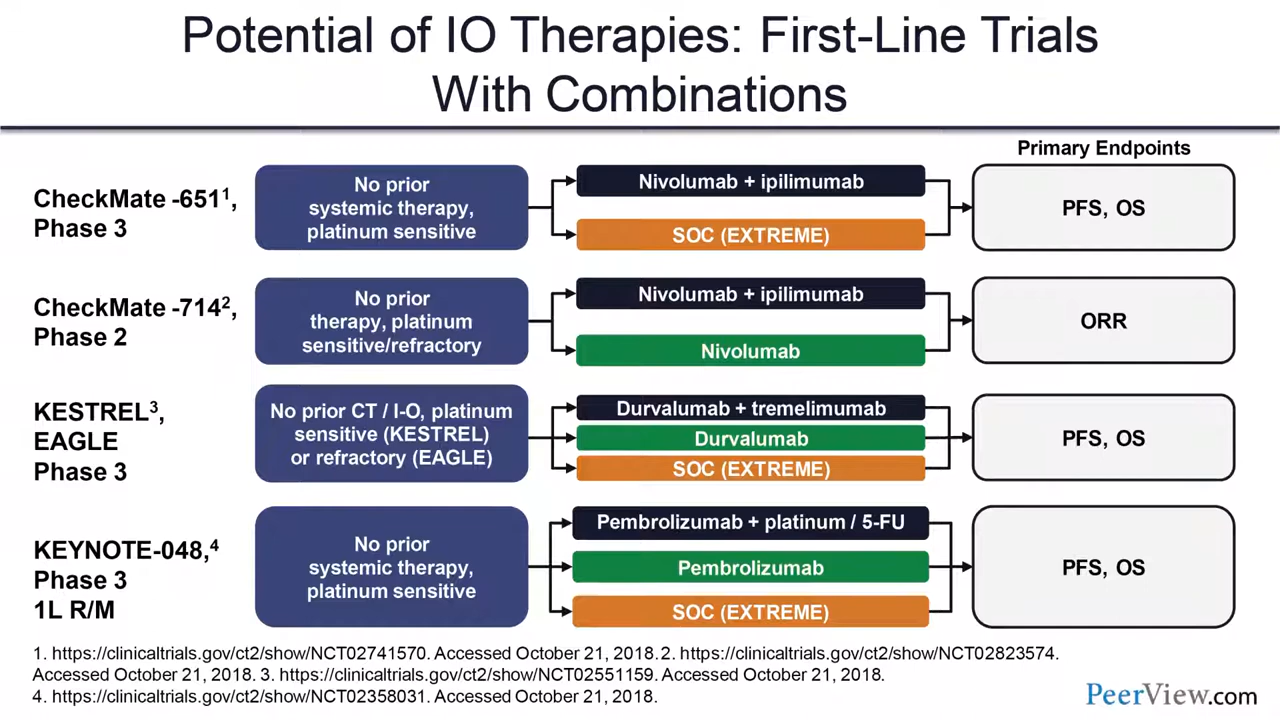 Potential of IO Therapies: First-Line Trials
With Combinations
Primary Endpoints
CheckMate -651¹,
Phase 3
No prior
systemic therapy,
platinum sensitive
Nivolumab + ipilimumab
SOC (EXTREME)
PFS, OS
CheckMate -714²,
Phase 2
No prior
therapy, platinum
sensitive/refractory
Nivolumab + ipilimumab
Nivolumab
ORR
KESTREL³,
EAGLE
Phase 3
No prior CT / I-O, platinum
sensitive (KESTREL)
or refractory (EAGLE)
Durvalumab + tremelimumab
Durvalumab
SOC (EXTREME)
PFS, OS
KEYNOTE-048,⁴
Phase 3
1L R/M
No prior
systemic therapy,
platinum sensitive
Pembrolizumab + platinum / 5-FU
Pembrolizumab
SOC (EXTREME)
PFS, OS
1. https://clinicaltrials.gov/ct2/show/NCT02741570. Accessed October 21, 2018.2. https://clinicaltrials.gov/ct2/show/NCT02823574.
Accessed October 21, 2018. 3. https://clinicaltrials.gov/ct2/show/NCT02551159. Accessed October 21, 2018.
4. https://clinicaltrials.gov/ct2/show/NCT02358031. Accessed October 21, 2018.
PeerView.com